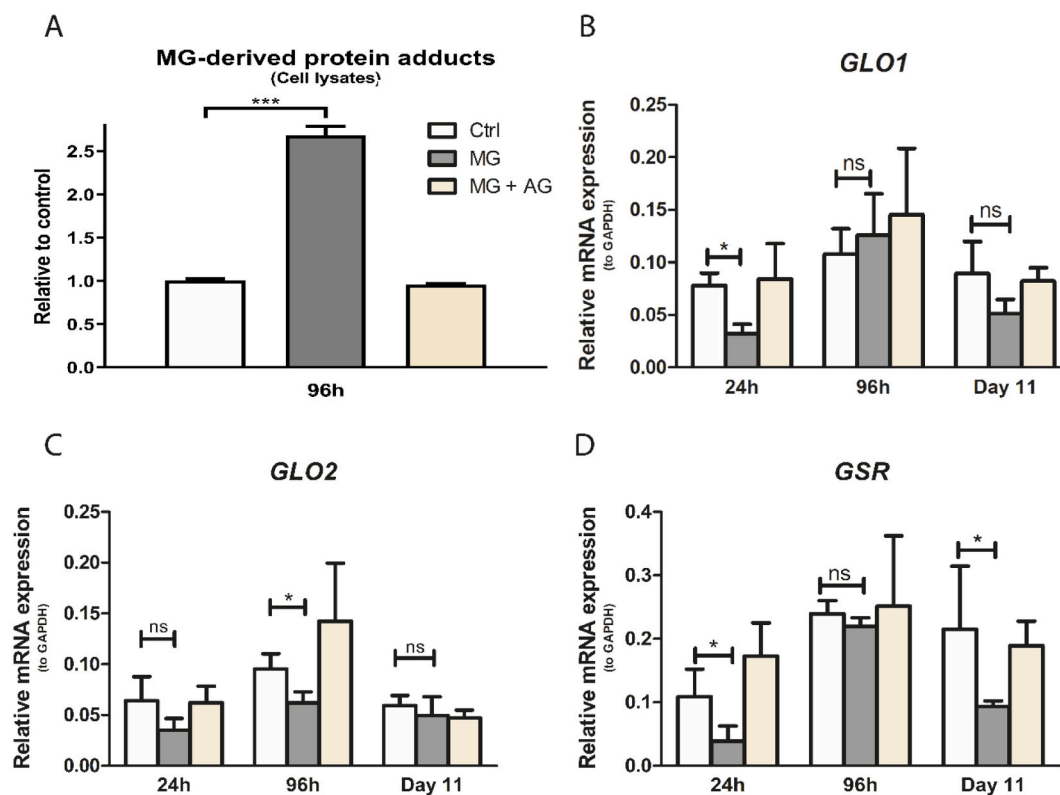 A
MG-derived protein adducts
(Cell lysates)
***
Ctrl
MG
MG + AG
Relative to control
2.5
2.0
1.0
0.5
0.0
96h
B
GLO1
Relative mRNA expression
(to GAPDH)
0.25
0.20
0.15
0.10
0.05
0.00
*
ns
ns
24h 96h Day 11
C
GLO2
Relative mRNA expression
(to GAPDH)
0.25
0.20
0.15
0.10
0.05
0.00
ns
*
ns
24h 96h Day 11
D
GSR
Relative mRNA expression
(to GAPDH)
0.4
0.3
0.2
0.1
0.0
*
ns
*
24h 96h Day 11